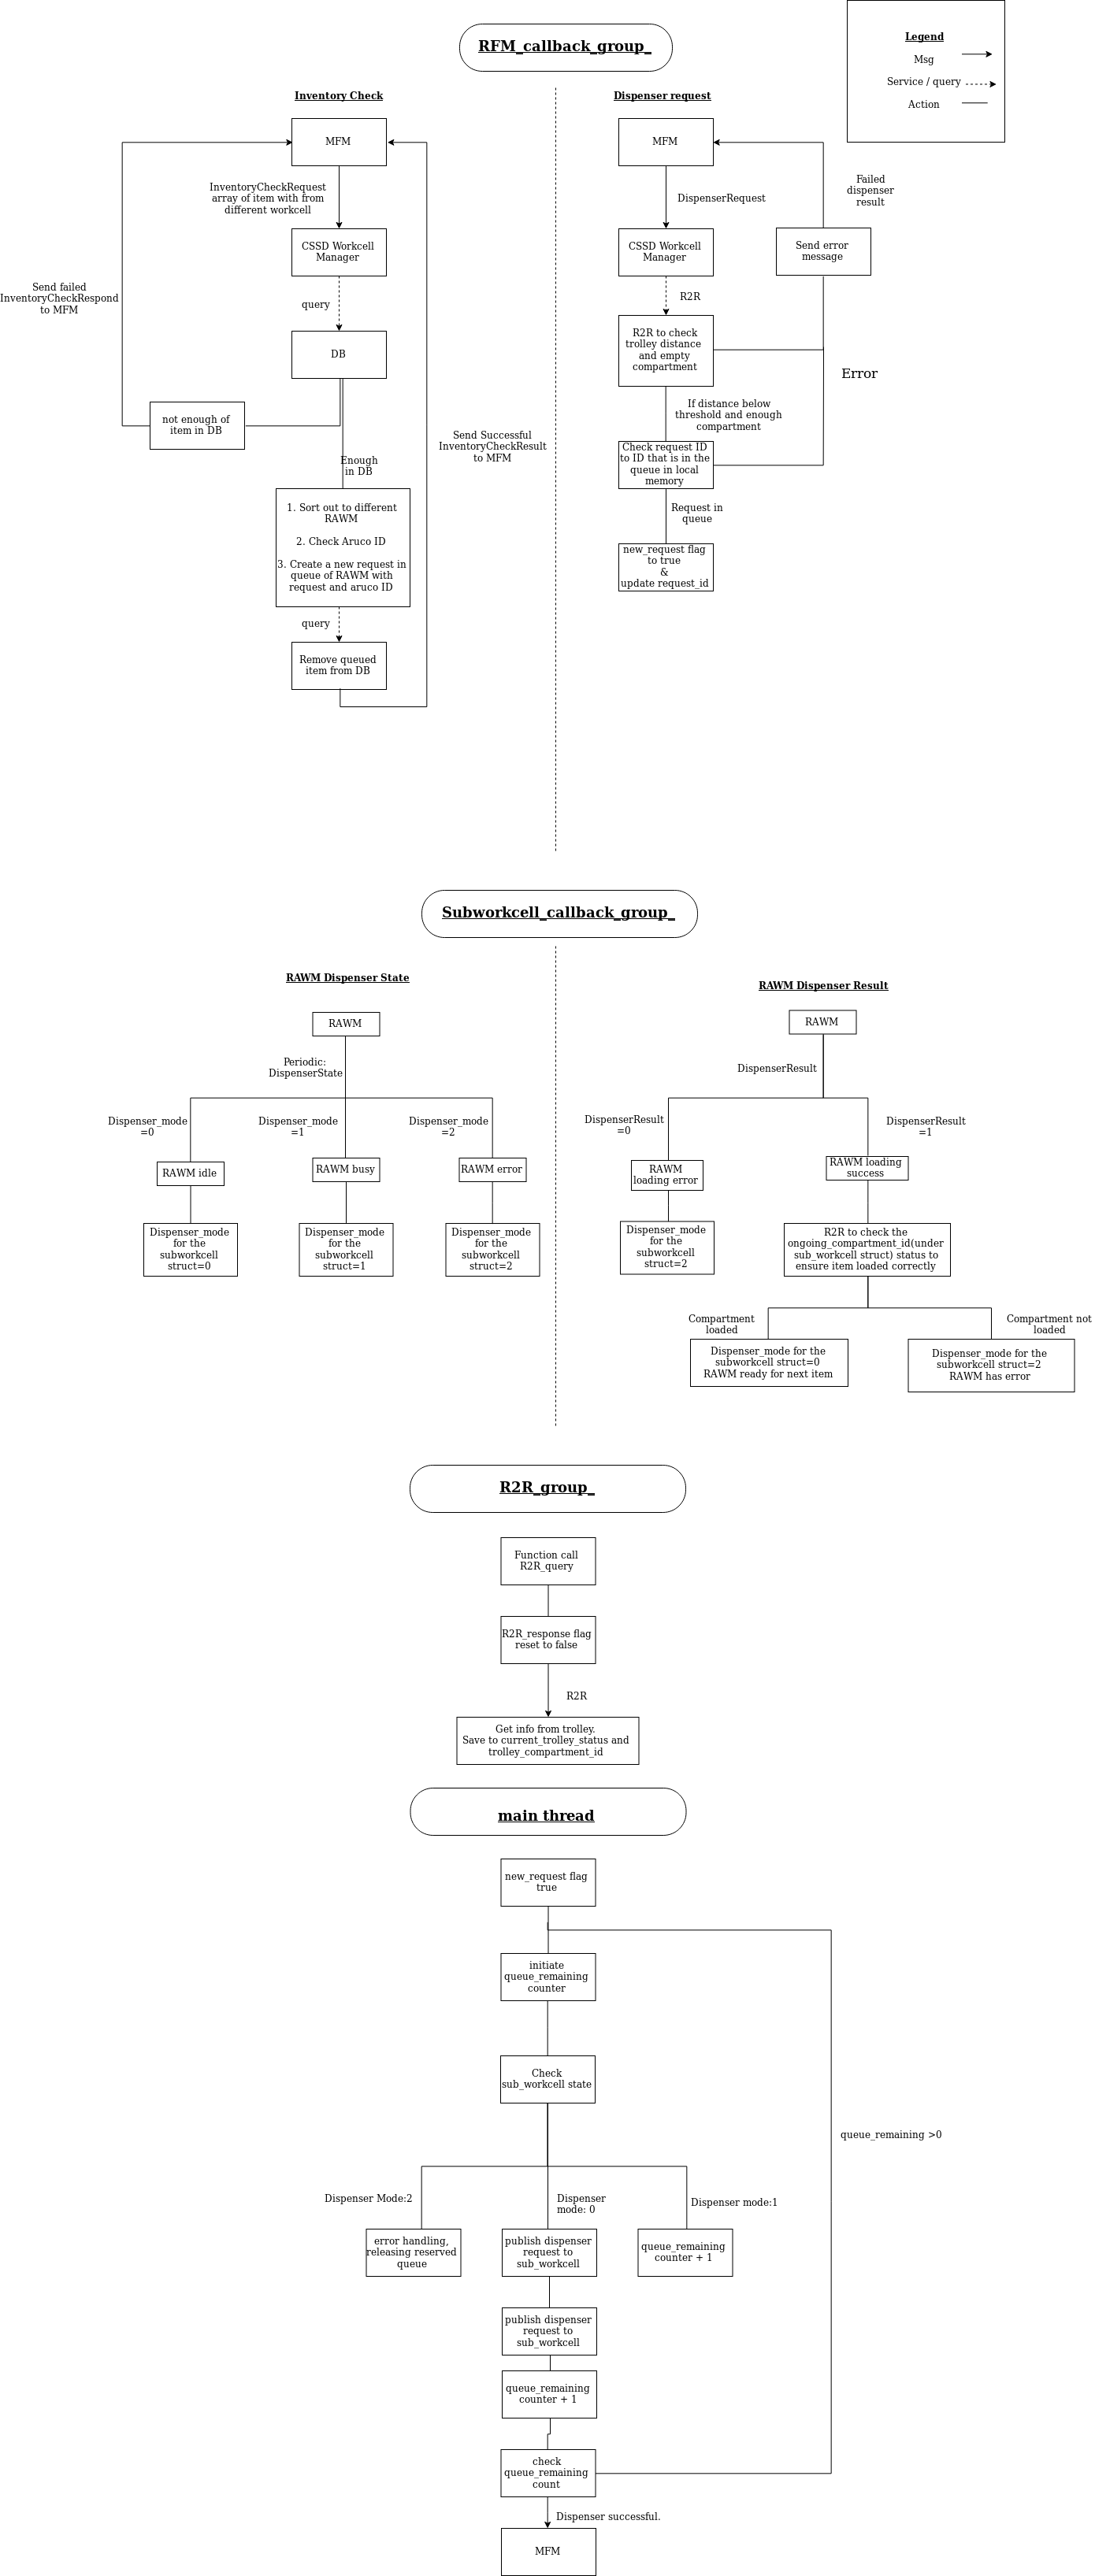 RFM_callback_group_
Legend
Msg
Service / query
Action
Inventory Check
MFM
InventoryCheckRequest
array of item with from
different workcell
CSSD Workcell
Manager
query
DB
Send failed
InventoryCheckRespond
to MFM
not enough of
item in DB
Enough
in DB
Send Successful
InventoryCheckResult
to MFM
1. Sort out to different
RAWM
2. Check Aruco ID
3. Create a new request in
queue of RAWM with
request and aruco ID
query
Remove queued
item from DB
Dispenser request
MFM
DispenserRequest
CSSD Workcell
Manager
R2R
R2R to check
trolley distance
and empty
compartment
If distance below
threshold and enough
compartment
Check request ID
to ID that is in the
queue in local
memory
Request in
queue
new_request flag
to true
&
update request_id
Failed
dispenser
result
Send error
message
Error
Subworkcell_callback_group_
RAWM Dispenser State
RAWM
Periodic:
DispenserState
Dispenser_mode
=0
Dispenser_mode
=1
Dispenser_mode
=2
RAWM idle
RAWM busy
RAWM error
Dispenser_mode
for the
subworkcell
struct=0
Dispenser_mode
for the
subworkcell
struct=1
Dispenser_mode
for the
subworkcell
struct=2
RAWM Dispenser Result
RAWM
DispenserResult
DispenserResult
=0
DispenserResult
=1
RAWM
loading error
RAWM loading
success
Dispenser_mode
for the
subworkcell
struct=2
R2R to check the
ongoing_compartment_id(under
sub_workcell struct) status to
ensure item loaded correctly
Compartment
loaded
Compartment not
loaded
Dispenser_mode for the
subworkcell struct=0
RAWM ready for next item
Dispenser_mode for the
subworkcell struct=2
RAWM has error
R2R_group_
Function call
R2R_query
R2R_response flag
reset to false
R2R
Get info from trolley.
Save to current_trolley_status and
trolley_compartment_id
main thread
new_request flag
true
initiate
queue_remaining
counter
Check
sub_workcell state
queue_remaining >0
Dispenser Mode:2
Dispenser
mode: 0
Dispenser mode:1
error handling,
releasing reserved
queue
publish dispenser
request to
sub_workcell
queue_remaining
counter + 1
publish dispenser
request to
sub_workcell
queue_remaining
counter + 1
check
queue_remaining
count
Dispenser successful.
MFM